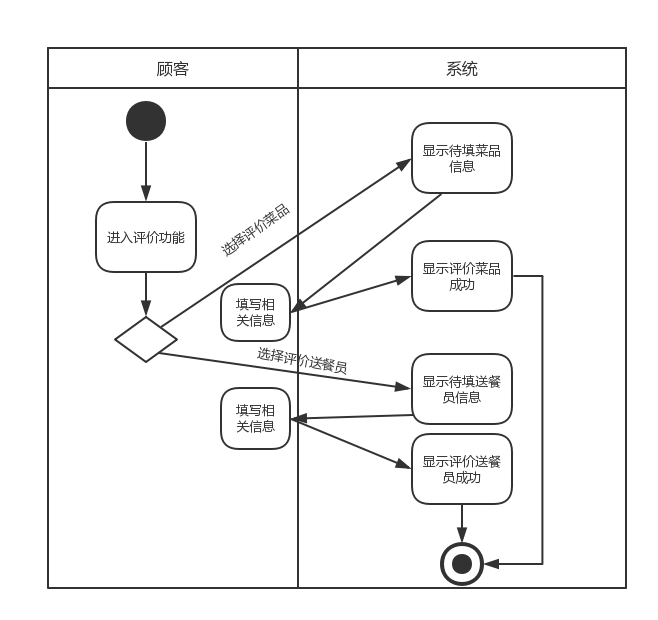 顾客
系统
显示待填菜品
信息
进入评价功能
选择评价菜品
显示评价菜品
成功
填写相
关信息
选择评价送餐员
显示待填送餐
员信息
填写相
关信息
显示评价送餐
员成功